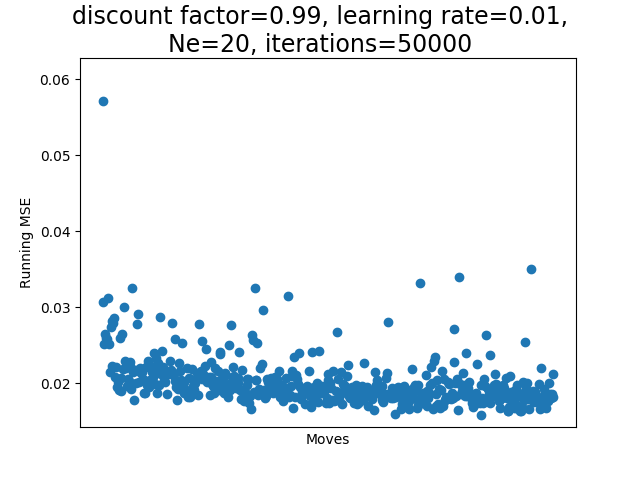 discount factor=0.99, learning rate=0.01,
Ne=20, iterations=50000
0.06
0.05
0.04
0.03
0.02
Running MSE
Moves